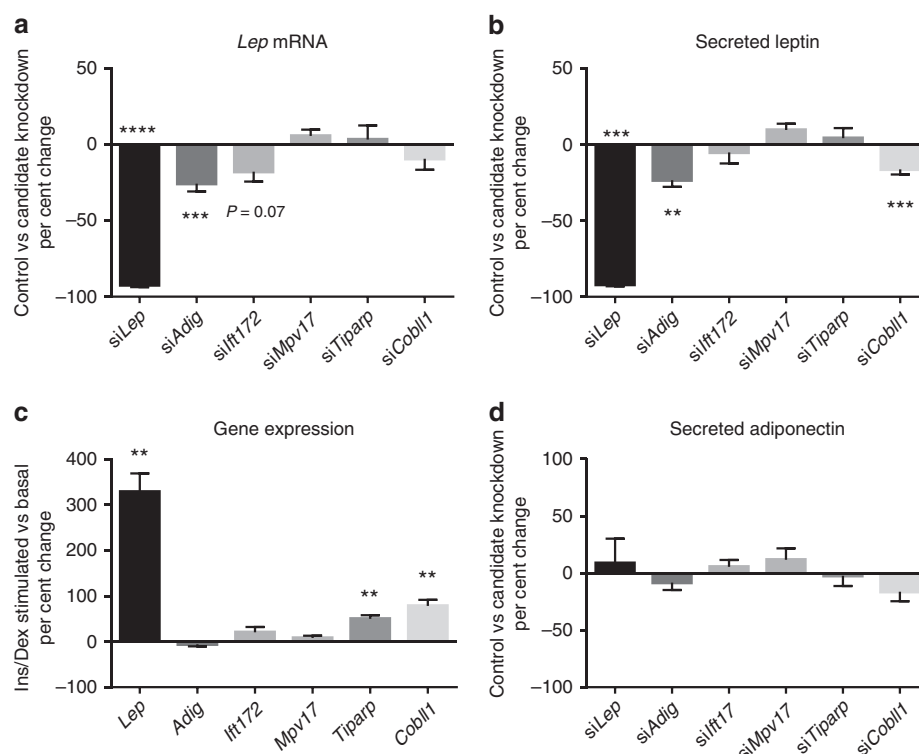 a
Lep mRNA
Control vs candidate knockdown
per cent change
50
0
−50
−100
****
***
P = 0.07
siLep
siAdig
siIft172
siMpv17
siTiparp
siCobll1
b
Secreted leptin
Control vs candidate knockdown
per cent change
50
0
−50
−100
***
**
***
siLep
siAdig
siIft172
siMpv17
siTiparp
siCobll1
c
Gene expression
Ins/Dex stimulated vs basal
per cent change
400
300
200
100
0
−100
**
**
**
Lep
Adig
Ift172
Mpv17
Tiparp
Cobll1
d
Secreted adiponectin
Control vs candidate knockdown
per cent change
100
50
0
−50
−100
siLep
siAdig
siIft17
siMpv17
siTiparp
siCobll1